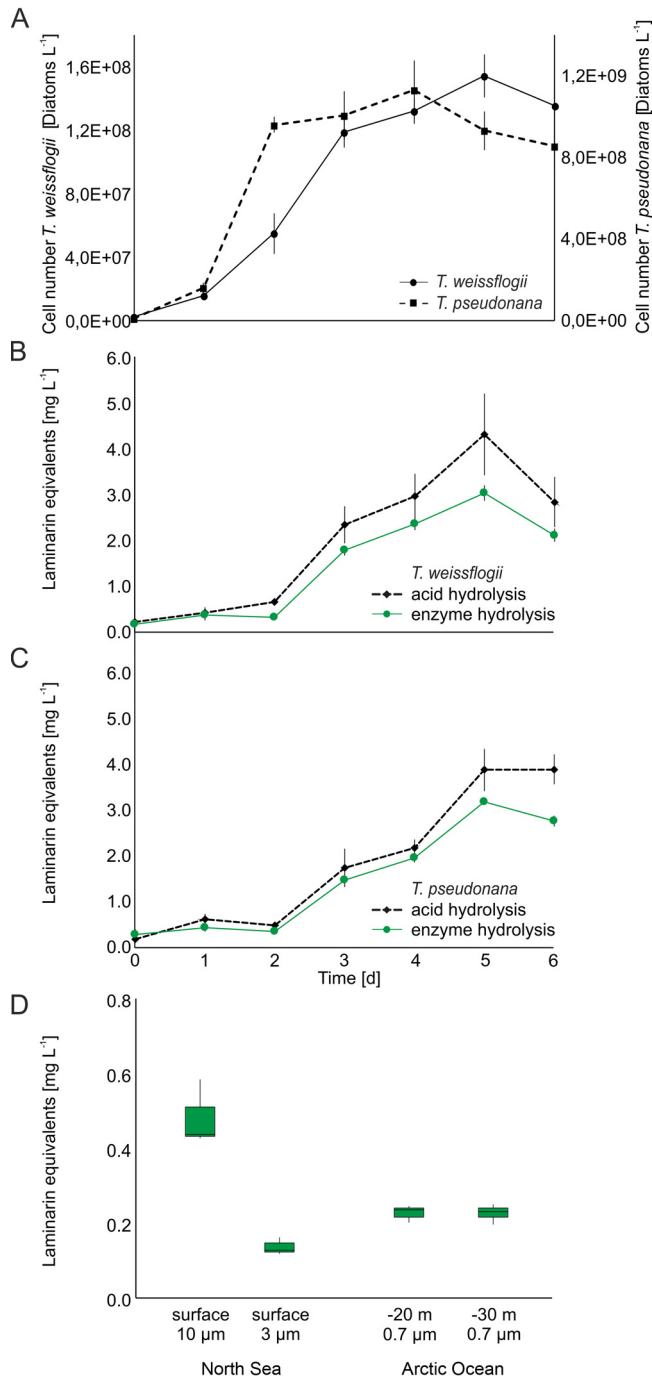 A
Cell number T. weissflogii [Diatoms L-1]
1,6E+08
1,2E+08
8,0E+07
4,0E+07
0,0E+00
1,2E+09
8,0E+08
4,0E+08
0,0E+00
Cell number T. pseudonana [Diatoms L-1]
T. weissflogii
T. pseudonana
B
Laminarin eqivalents [mg L-1]
6.0
5.0
4.0
3.0
2.0
1.0
0.0
T. weissflogii
acid hydrolysis
enzyme hydrolysis
C
Laminarin eqivalents [mg L-1]
6.0
5.0
4.0
3.0
2.0
1.0
0.0
T. pseudonana
acid hydrolysis
enzyme hydrolysis
0 1 2 3 4 5 6
Time [d]
D
Laminarin equivalents [mg L-1]
0.8
0.6
0.4
0.2
0.0
surface surface -20 m -30 m
10 µm 3 µm 0.7 µm 0.7 µm
North Sea Arctic Ocean